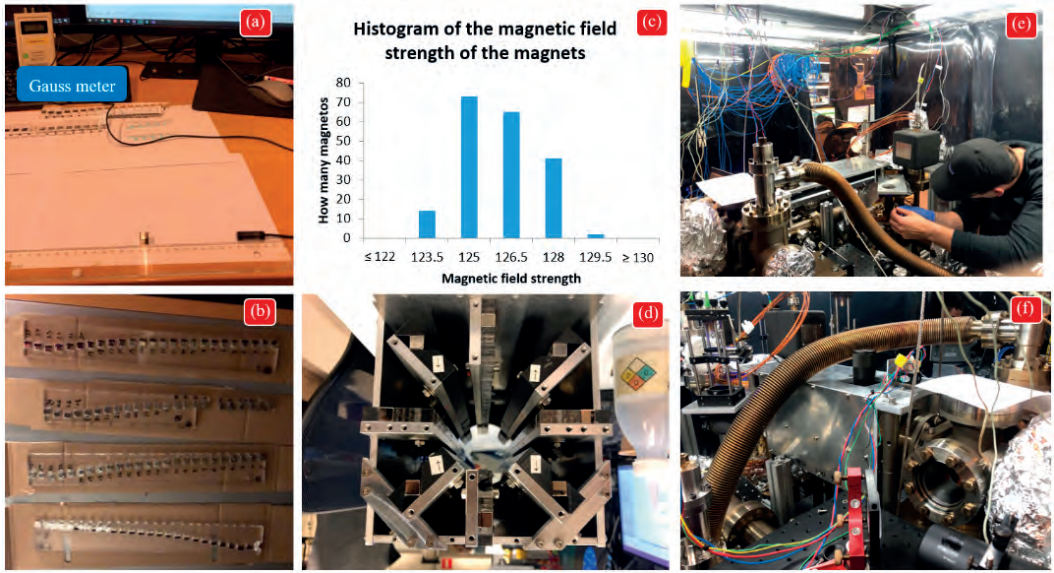 (a)
Gauss meter
(b)
(c)
Histogram of the magnetic field
strength of the magnets
How many magnetos
80
70
60
50
40
30
20
10
0
≤ 122 123.5 125 126.5 128 129.5 ≥ 130
Magnetic field strength
(d)
(e)
(f)